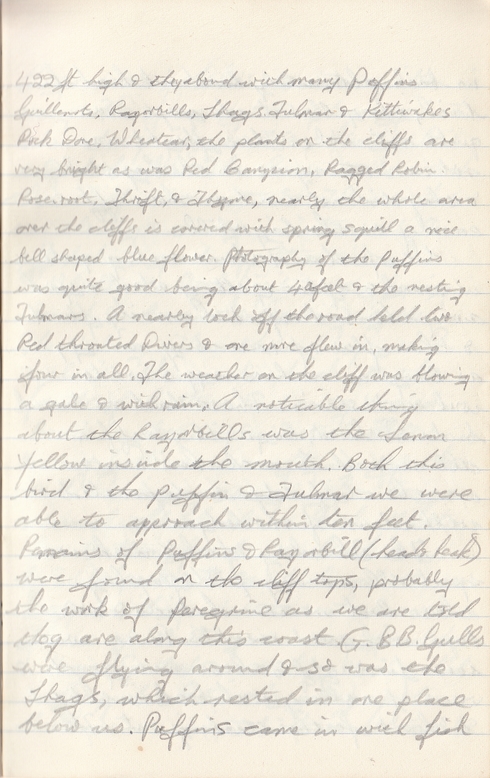 422ft high & they abound with many Puffins
Guillemots, Razorbills, Shags, Fulmar & Kittiwakes
Rock Dove, Wheatear, the plants on the cliffs are
very bright as was Red Campion, Ragged Robin.
Roseroot, Thrift, & Thyme, nearly the whole area
over the cliffs is covered with spring squill a nice
bell shaped blue flower. Photography of the Puffins
was quite good being about feet & the nesting
Fulmars. A nearby loch off the road held two
Red throated Divers & one more flew in, making
four in all. The weather on the cliff was blowing
a gale & with rain. A noticable thing
about the Razorbills was the Lemon
Yellow inside the mouth. Both this
bird & the Puffin & Fulmar we were
able to approach within ten feet.
Remains of Puffins & Razorbill (heads beak)
were found on the cliff tops, probably
the work of Peregrine as we are told
they are along this coast G.B.B. Gulls
were flying around & so was the
Shags, which rested in one place
below us. Puffins came in with fish